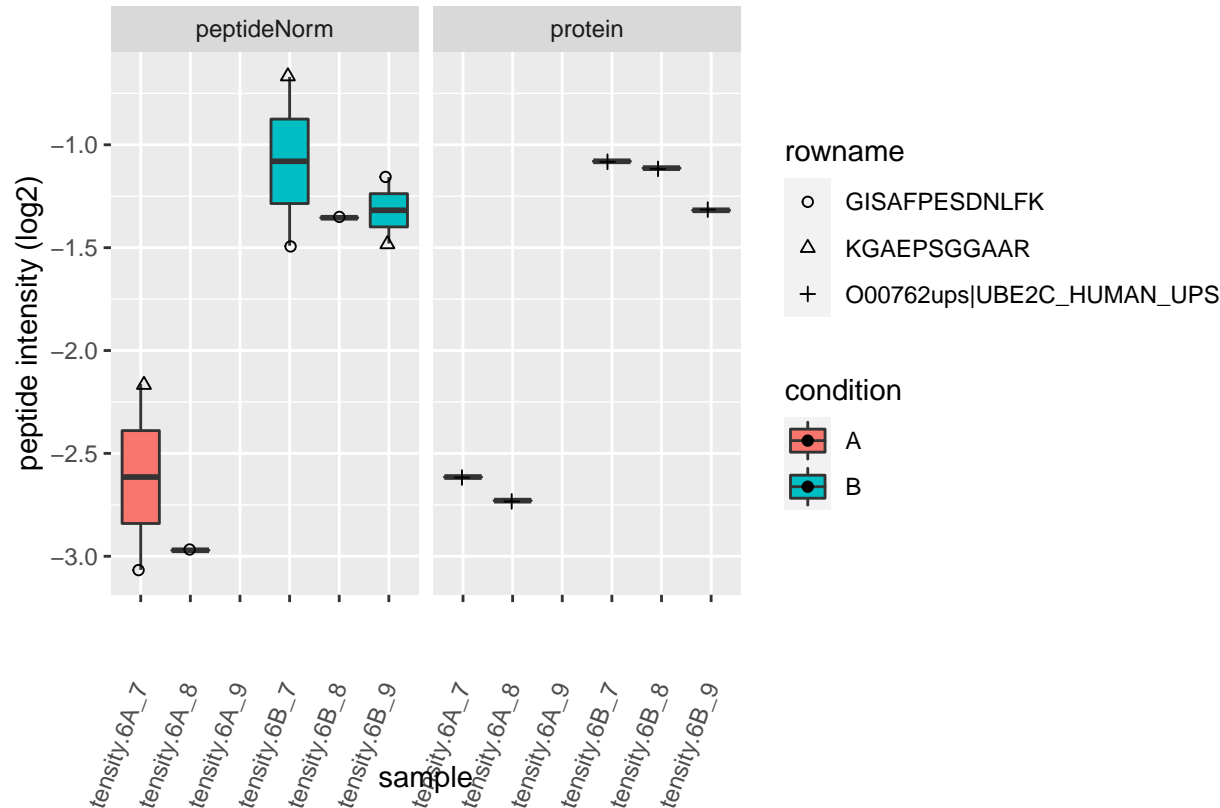 peptideNorm
protein
−1.0
−1.5
−2.0
−2.5
−3.0
peptide intensity (log2)
tensity.6A_7
tensity.6A_8
tensity.6A_9
tensity.6B_7
tensity.6B_8
tensity.6B_9
tensity.6A_7
tensity.6A_8
tensity.6A_9
tensity.6B_7
tensity.6B_8
tensity.6B_9
sample
rowname
GISAFPESDNLFK
KGAEPSGGAAR
O00762ups|UBE2C_HUMAN_UPS
condition
A
B